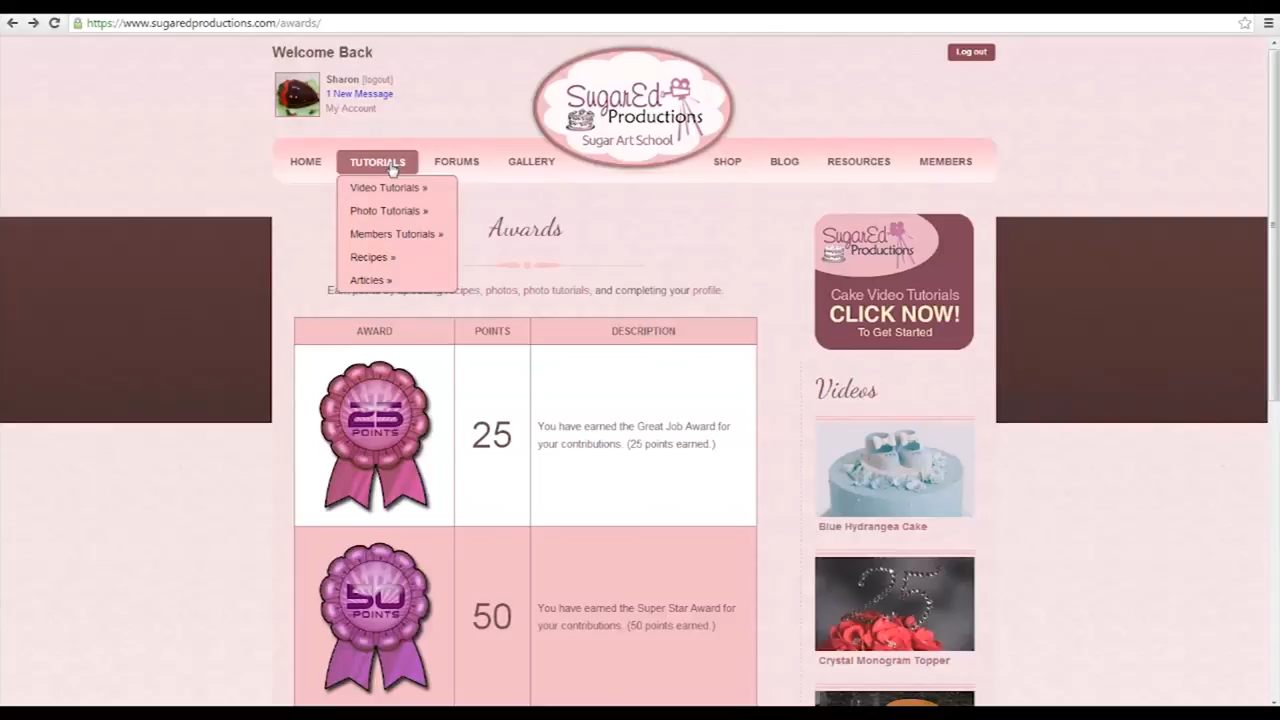 https://www.sugaredproductions.com/awards/
Welcome Back
Log out
Sharon [logout]
1 New Message
My Account
SugarEd
Productions
Sugar Art School
HOME TUTORIALS FORUMS GALLERY SHOP BLOG RESOURCES MEMBERS
Video Tutorials »
Photo Tutorials »
Members Tutorials »
Recipes »
Articles »
Awards
recipes, photos, photo tutorials, and completing your profile.
AWARD POINTS DESCRIPTION
25
POINTS
25
You have earned the Great Job Award for
your contributions. (25 points earned.)
50
POINTS
50
You have earned the Super Star Award for
your contributions. (50 points earned.)
SugarEd
Productions
Cake Video Tutorials
CLICK NOW!
To Get Started
Videos
Blue Hydrangea Cake
25
Crystal Monogram Topper